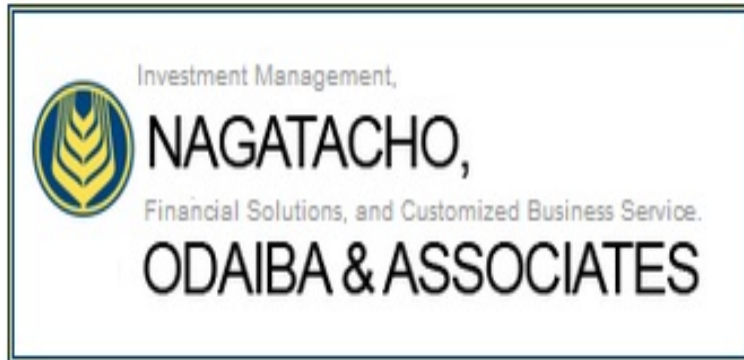 Investment Management,
NAGATACHO,
Financial Solutions, and Customized Business Service.
ODAIBA & ASSOCIATES